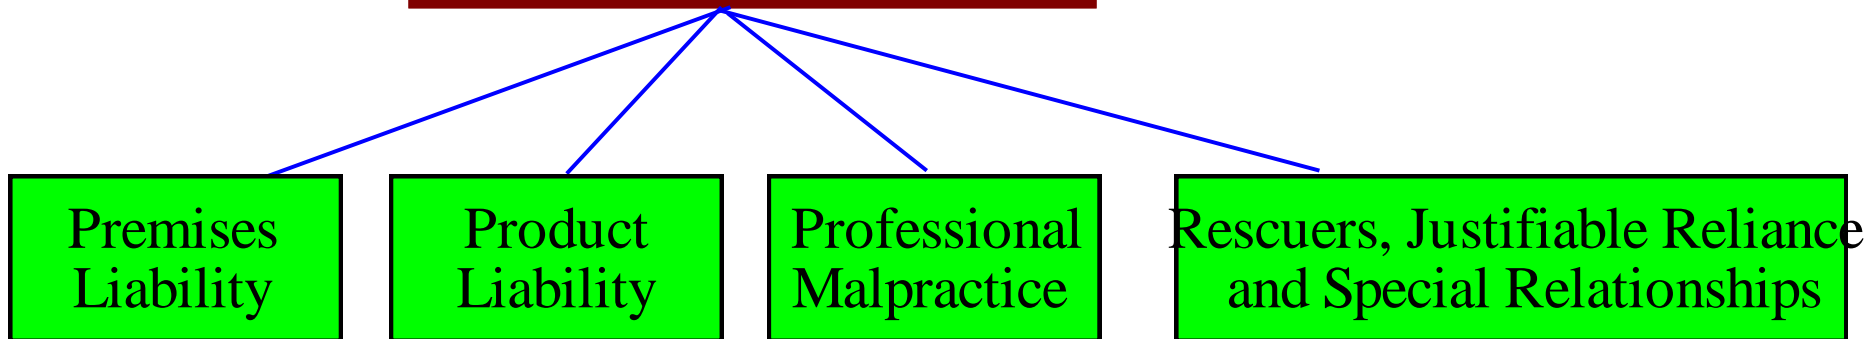 Premises
Liability
Product
Liability
Professional
Malpractice
Rescuers, Justifiable Reliance
and Special Relationships